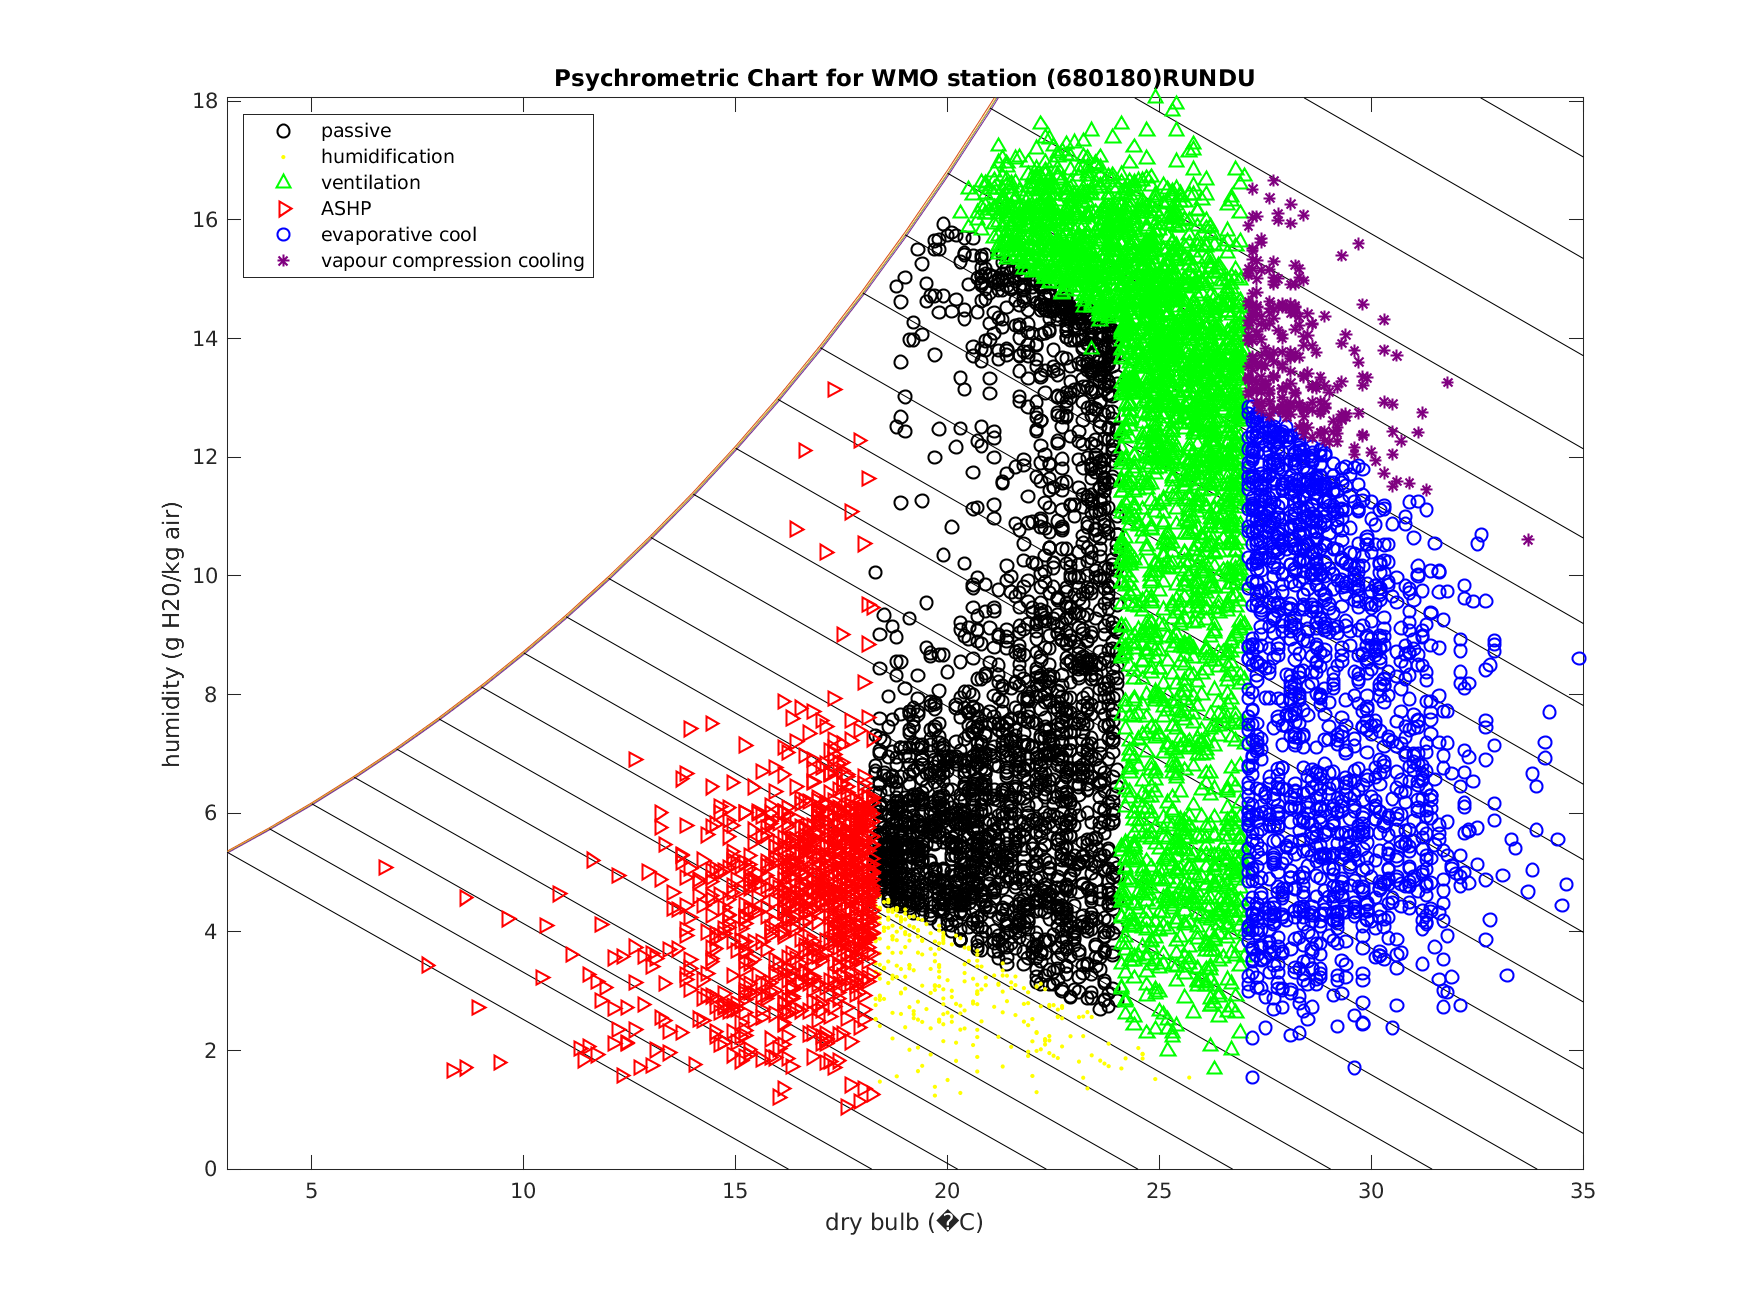 Psychrometric Chart for WMO station (680180)RUNDU
passive
humidification
ventilation
ASHP
evaporative cool
vapour compression cooling
humidity (g H20/kg air)
18
16
14
12
10
8
6
4
2
0
5
10
15
20
25
30
35
dry bulb (�C)